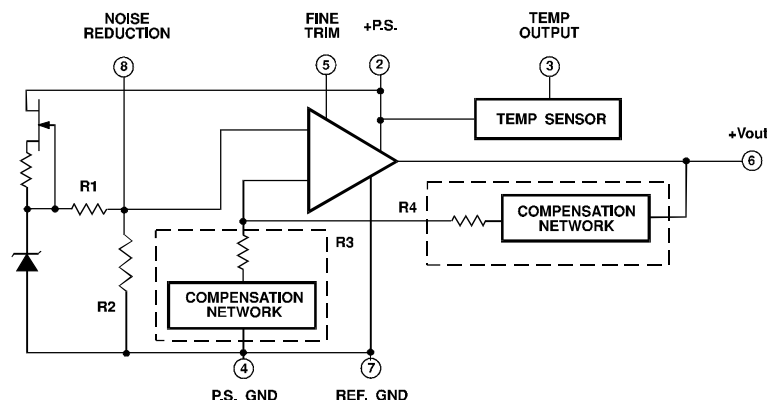 NOISE
REDUCTION
FINE
TRIM
+P.S.
TEMP
OUTPUT
8
5
2
3
TEMP SENSOR
+Vout
6
R1
R4
COMPENSATION
NETWORK
R3
R2
COMPENSATION
NETWORK
4
7
P.S. GND
REF. GND